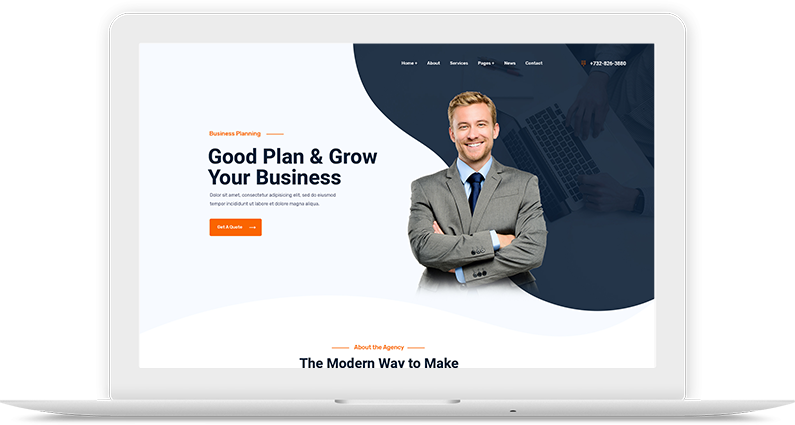 Home + About Services Pages + News Contact +732-826-3880
Business Planning
Good Plan & Grow
Your Business
Dolor sit amet, consectetur adipisicing elit, sed do eiusmod
tempor incididunt ut labore et dolore magna aliqua.
Get A Quote
About the Agency
The Modern Way to Make